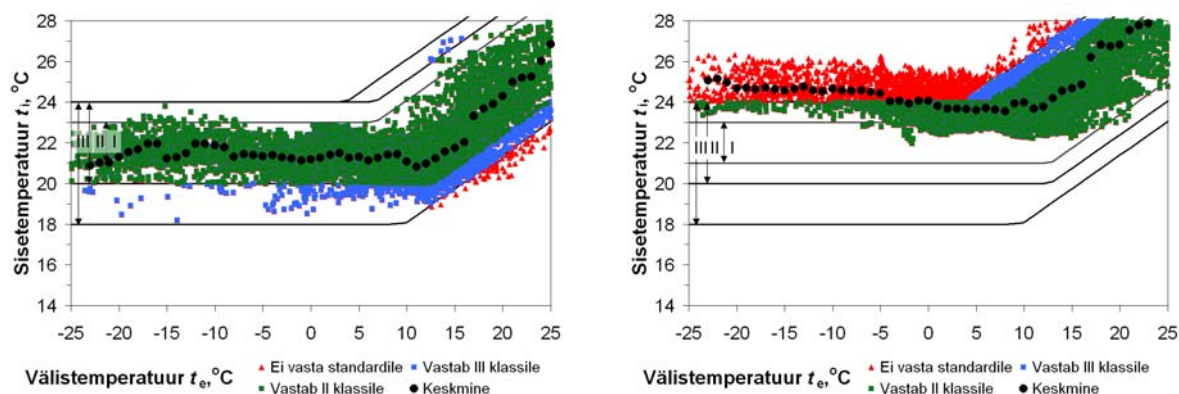 28
26
24
22
20
18
16
14
Sisetemperatuur ti, °C
III II I
-25 -20 -15 -10 -5 0 5 10 15 20 25
Välistemperatuur te,°C
Ei vasta standardile
Vastab III klassile
Vastab II klassile
Keskmine
28
26
24
22
20
18
16
14
Sisetemperatuur ti, °C
III II I
-25 -20 -15 -10 -5 0 5 10 15 20 25
Välistemperatuur te,°C
Ei vasta standardile
Vastab III klassile
Vastab II klassile
Keskmine